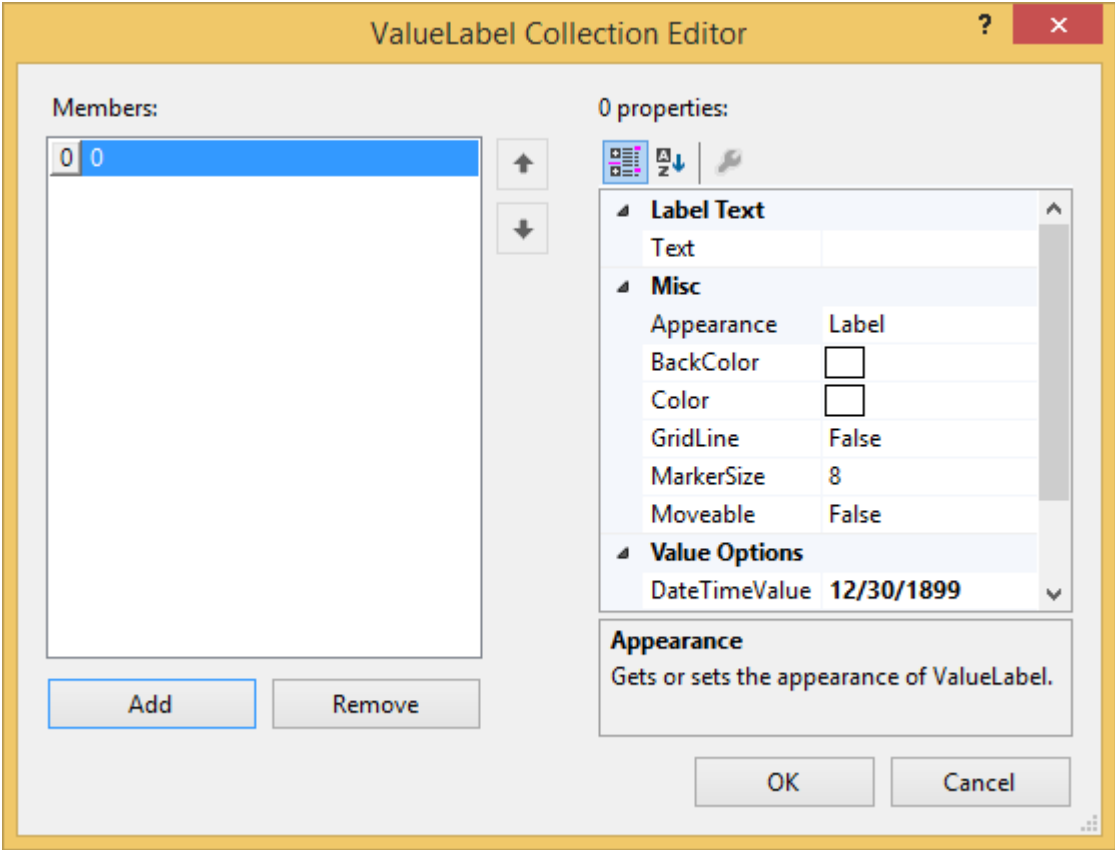 ValueLabel Collection Editor
?
Members:
0 0
Add
Remove
0 properties:
A
Z
Label Text
Text
Misc
Appearance Label
BackColor
Color
GridLine False
MarkerSize 8
Moveable False
Value Options
DateTimeValue 12/30/1899
Appearance
Gets or sets the appearance of ValueLabel.
OK
Cancel